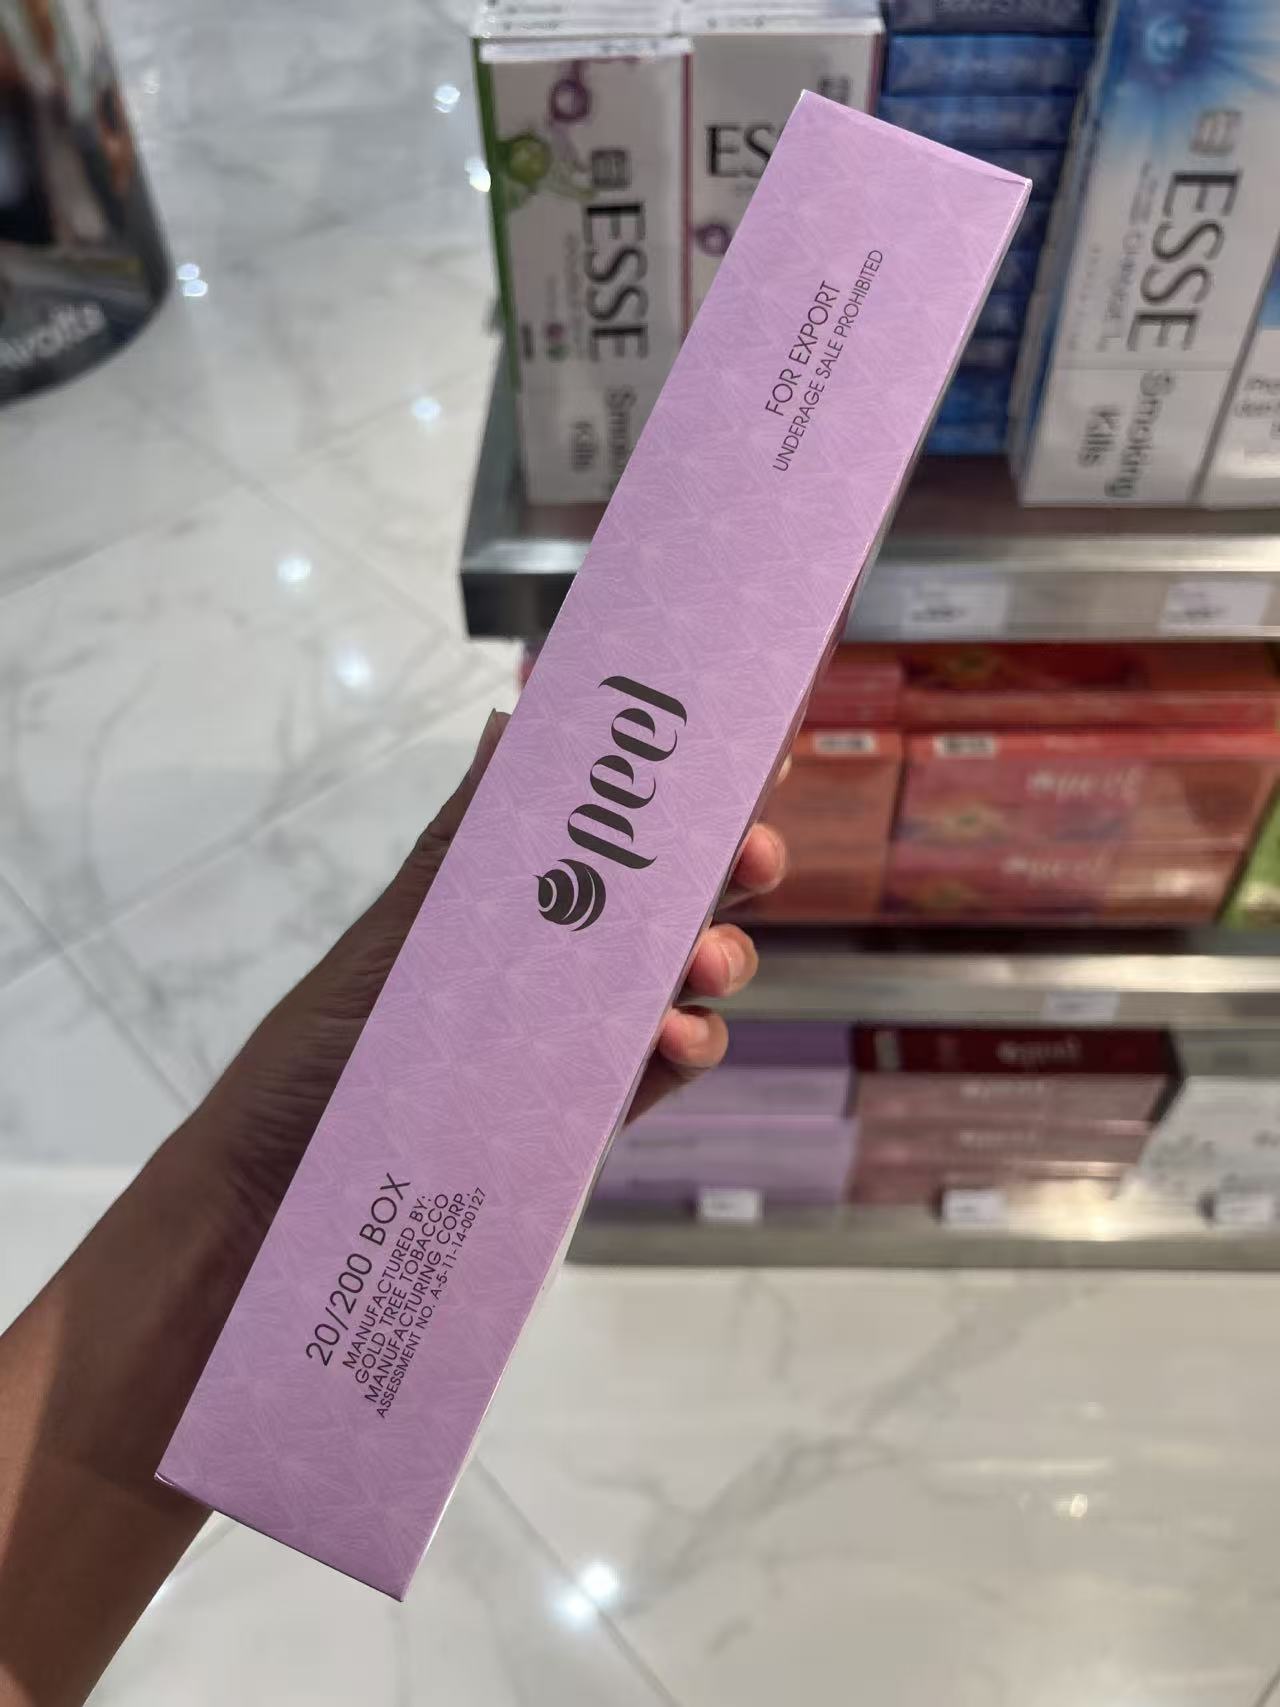 ESSE
Smoking
Kills
ES
ESSE
Smoking
Kills
FOR EXPORT
UNDERAGE SALE PROHIBITED
peel
20/200 BOX
MANUFACTURED BY:
GOLD TREE TOBACCO
MANUFACTURING CORP.
ASSESSMENT NO. A-5-11-14-00127